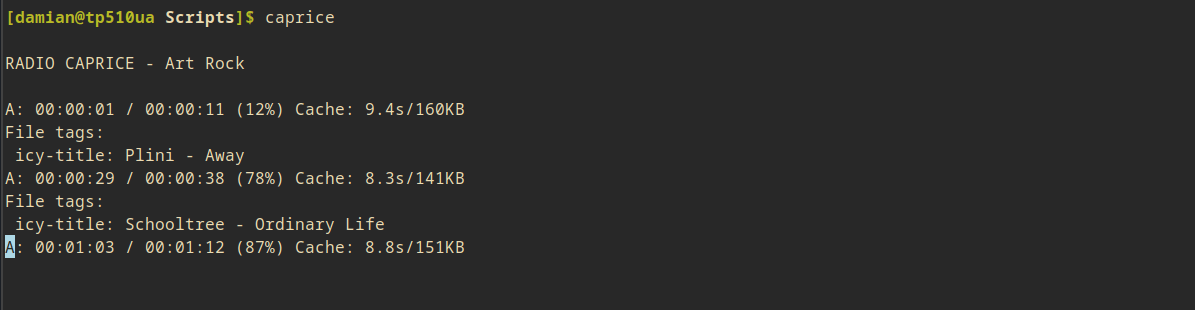 [damian@tp510ua Scripts]$ caprice
RADIO CAPRICE - Art Rock
A: 00:00:01 / 00:00:11 (12%) Cache: 9.4s/160KB
File tags:
 icy-title: Plini - Away
A: 00:00:29 / 00:00:38 (78%) Cache: 8.3s/141KB
File tags:
 icy-title: Schooltree - Ordinary Life
A: 00:01:03 / 00:01:12 (87%) Cache: 8.8s/151KB